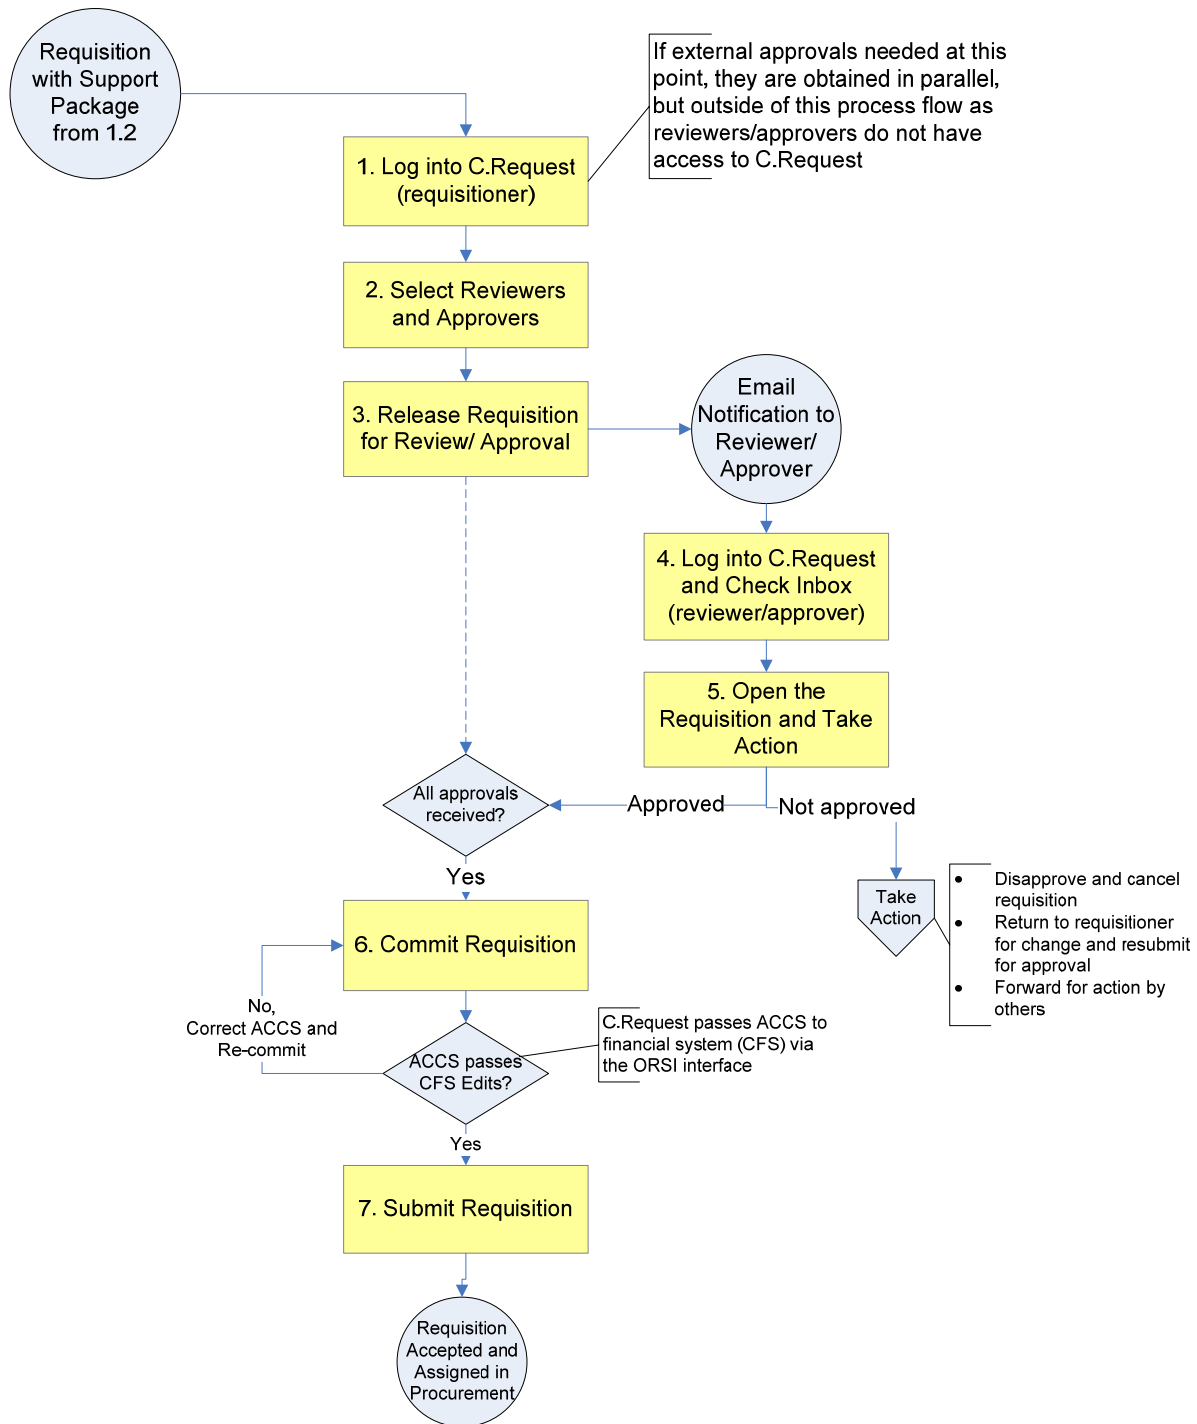 Requisition
with Support
Package
from 1.2
If external approvals needed at this
point, they are obtained in parallel,
but outside of this process flow as
reviewers/approvers do not have
access to C.Request
1. Log into C.Request
(requisitioner)
2. Select Reviewers
and Approvers
3. Release Requisition
for Review/ Approval
Email
Notification to
Reviewer/
Approver
4. Log into C.Request
and Check Inbox
(reviewer/approver)
5. Open the
Requisition and Take
Action
All approvals
received?
Approved
Not approved
Yes
Take
Action
• Disapprove and cancel
requisition
• Return to requisitioner
for change and resubmit
for approval
• Forward for action by
others
6. Commit Requisition
No,
Correct ACCS and
Re-commit
ACCS passes
CFS Edits?
C.Request passes ACCS to
financial system (CFS) via
the ORSI interface
Yes
7. Submit Requisition
Requisition
Accepted and
Assigned in
Procurement